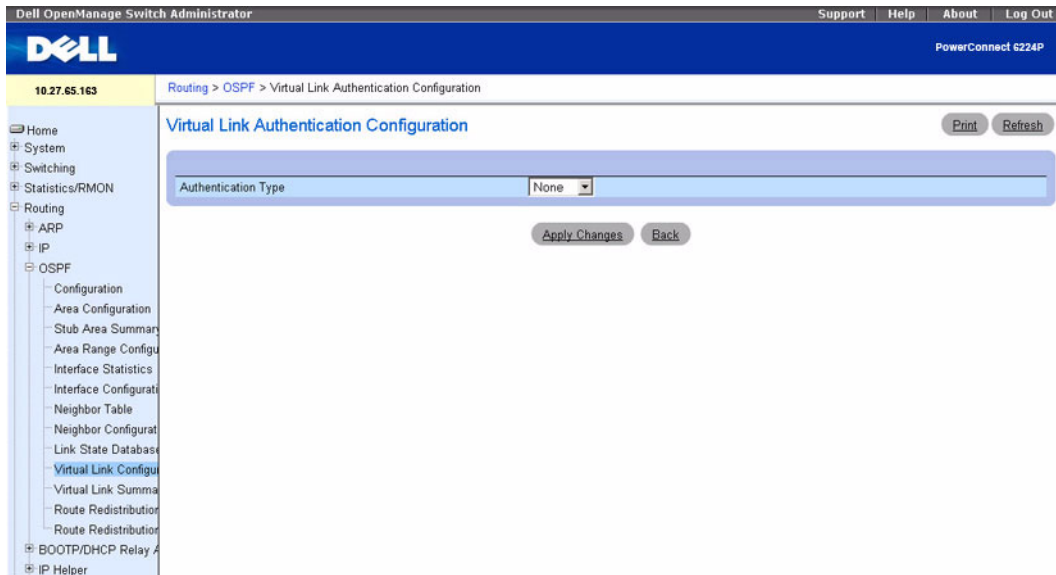 Dell OpenManage Switch Administrator
Support Help About Log Out
DELL
PowerConnect 6224P
10.27.65.163
Routing > OSPF > Virtual Link Authentication Configuration
Home
System
Switching
Statistics/RMON
Routing
ARP
IP
OSPF
Configuration
Area Configuration
Stub Area Summary
Area Range Configu
Interface Statistics
Interface Configurati
Neighbor Table
Neighbor Configurat
Link State Database
Virtual Link Configur
Virtual Link Summa
Route Redistribution
Route Redistribution
BOOTP/DHCP Relay A
IP Helper
Virtual Link Authentication Configuration
Print Refresh
Authentication Type None
Apply Changes Back